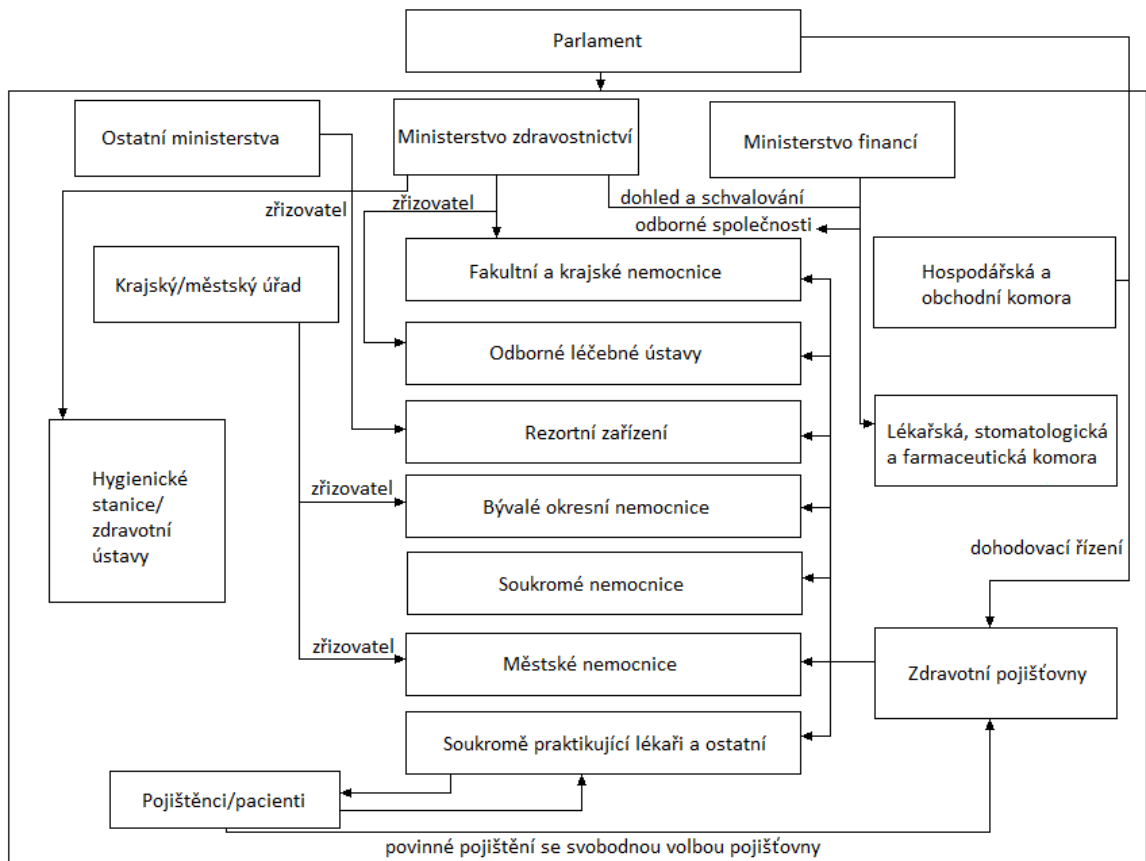 Parlament
Ostatní ministerstva
Ministerstvo zdravostnictví
Ministerstvo financí
zřizovatel
zřizovatel
dohled a schvalování
odborné společnosti
Krajský/městský úřad
Fakultní a krajské nemocnice
Hospodářská a
obchodní komora
Odborné léčebné ústavy
Rezortní zařízení
Lékařská, stomatologická
a farmaceutická komora
Hygienické
stanice/
zdravotní
ústavy
zřizovatel
Bývalé okresní nemocnice
dohodovací řízení
Soukromé nemocnice
zřizovatel
Městské nemocnice
Zdravotní pojišťovny
Soukromě praktikující lékaři a ostatní
Pojištěnci/pacienti
povinné pojištění se svobodnou volbou pojišťovny